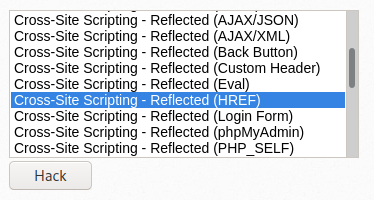 Cross-Site Scripting - Reflected (AJAX/JSON)
Cross-Site Scripting - Reflected (AJAX/XML)
Cross-Site Scripting - Reflected (Back Button)
Cross-Site Scripting - Reflected (Custom Header)
Cross-Site Scripting - Reflected (Eval)
Cross-Site Scripting - Reflected (HREF)
Cross-Site Scripting - Reflected (Login Form)
Cross-Site Scripting - Reflected (phpMyAdmin)
Cross-Site Scripting - Reflected (PHP_SELF)
Hack